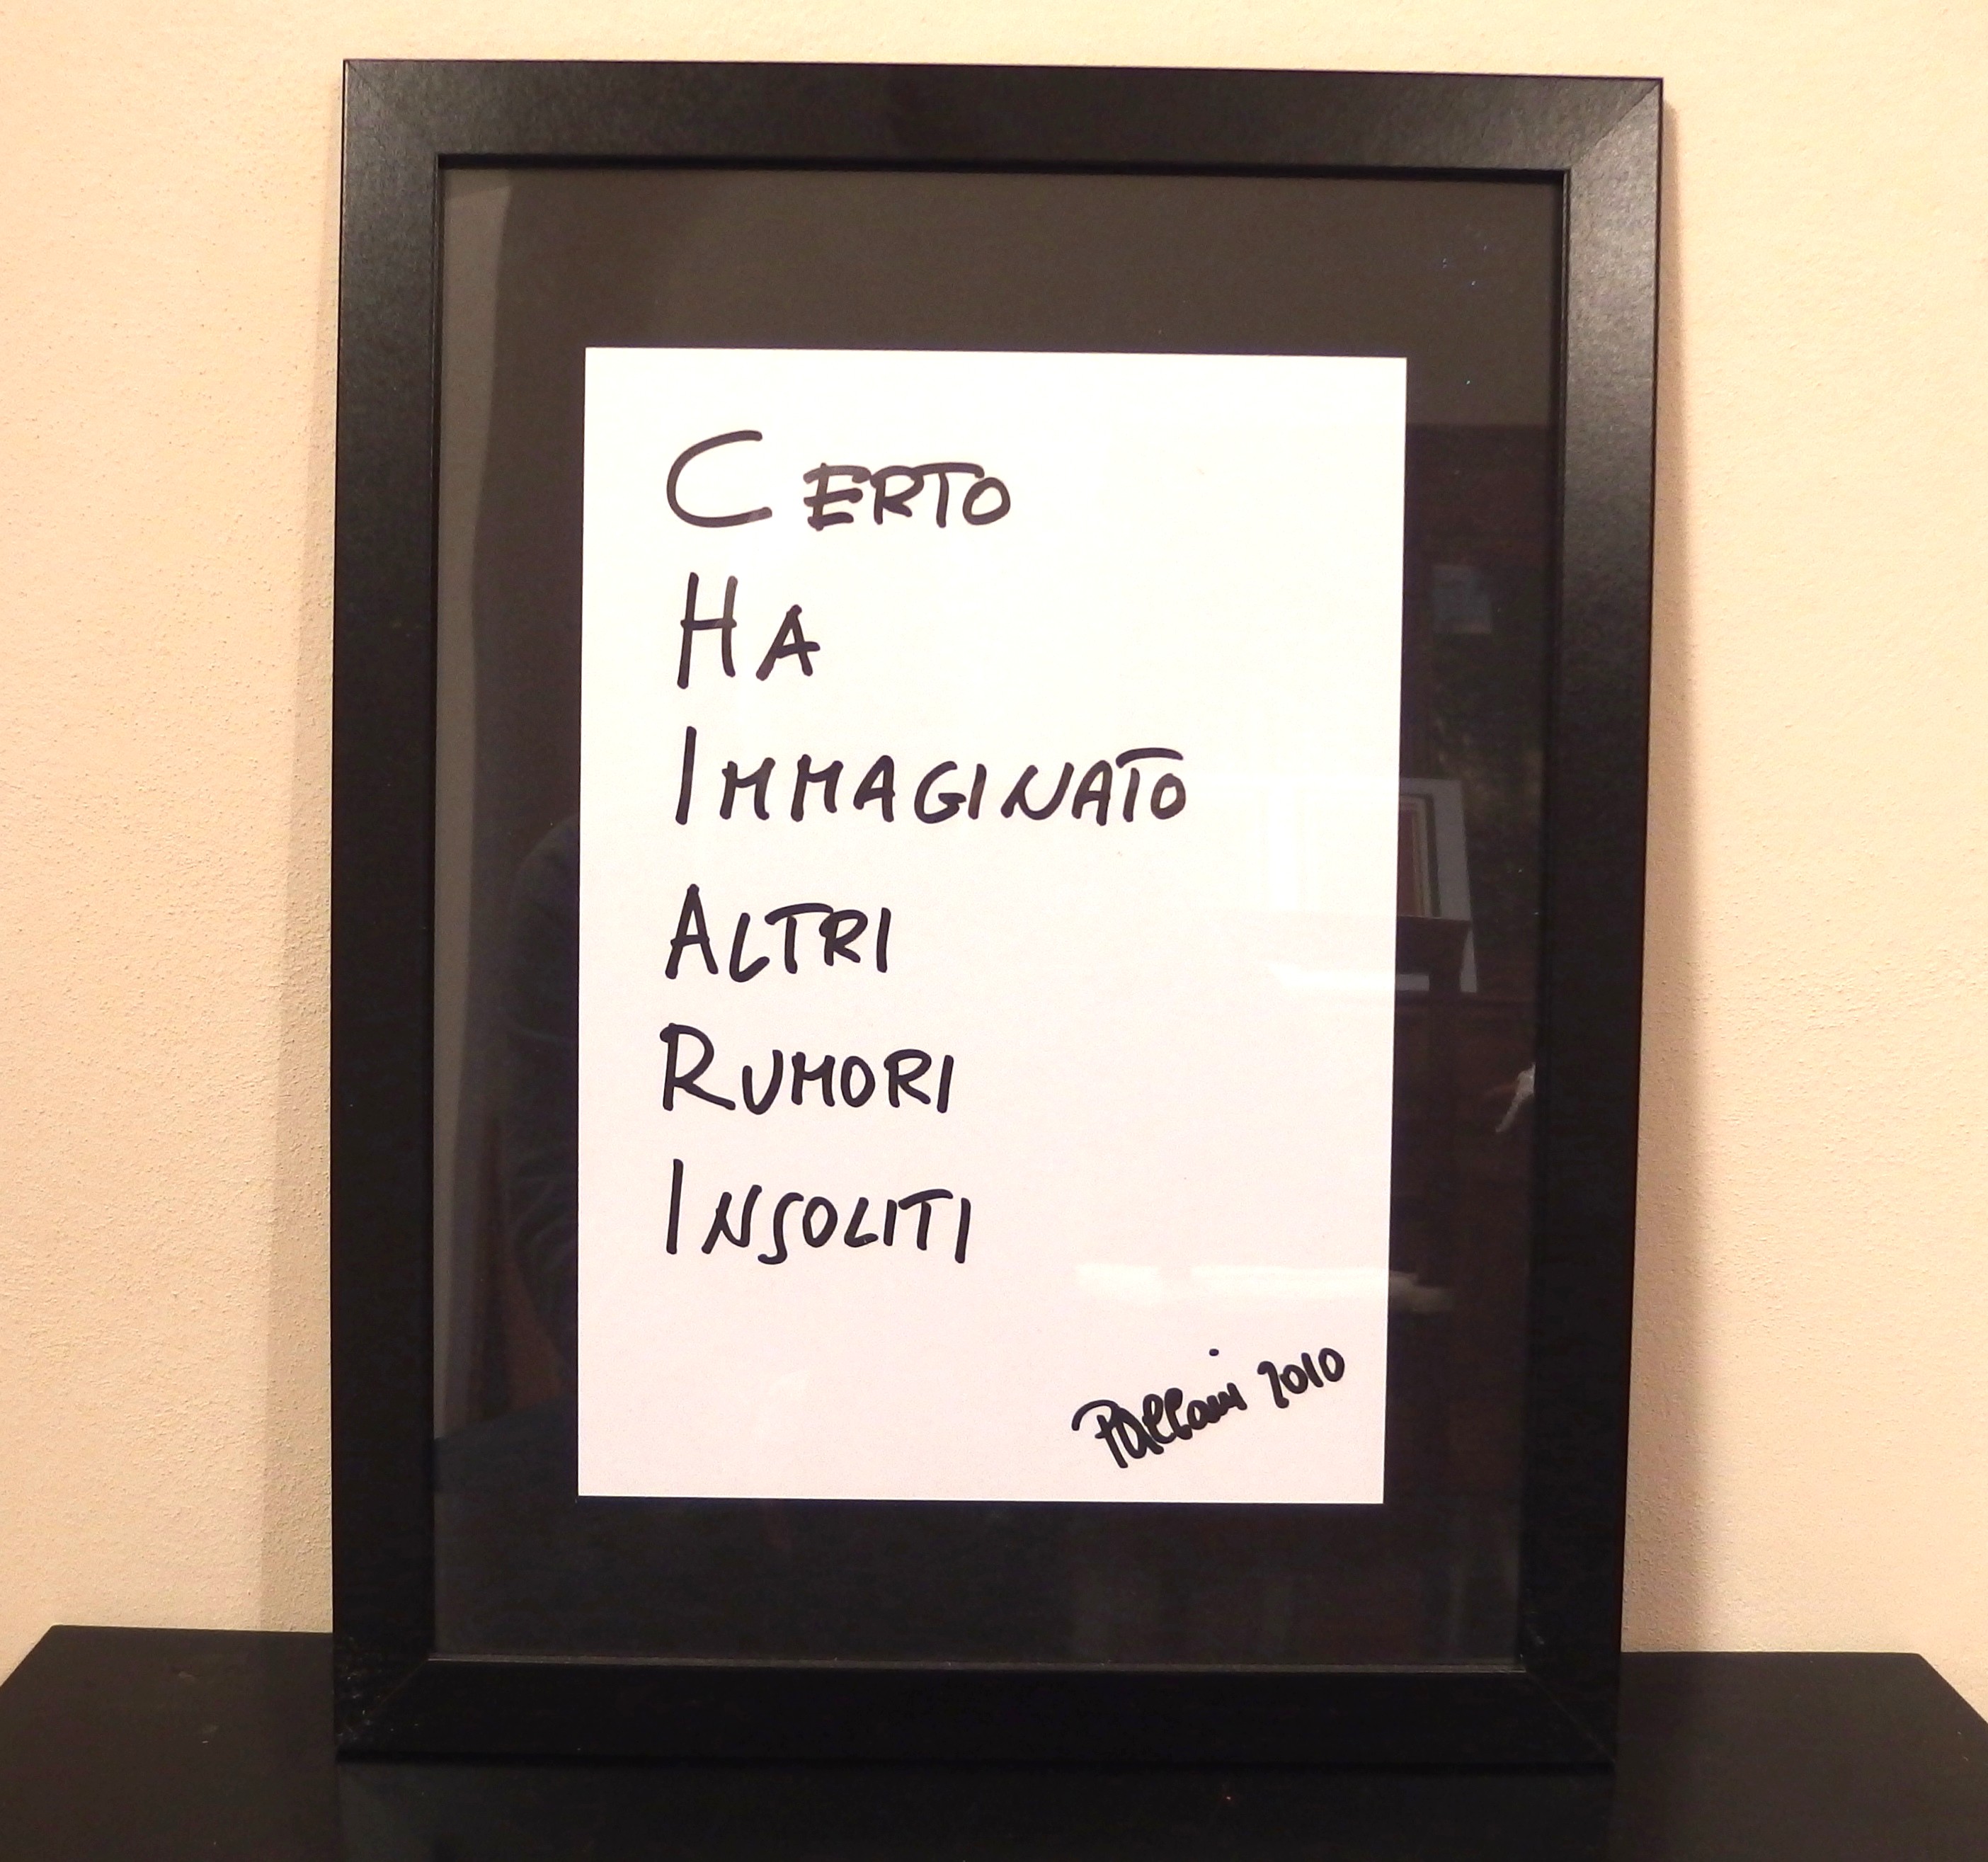 CERTO
HA
IMMAGINATO
ALTRI
RUMORI
INSOLITI
2010